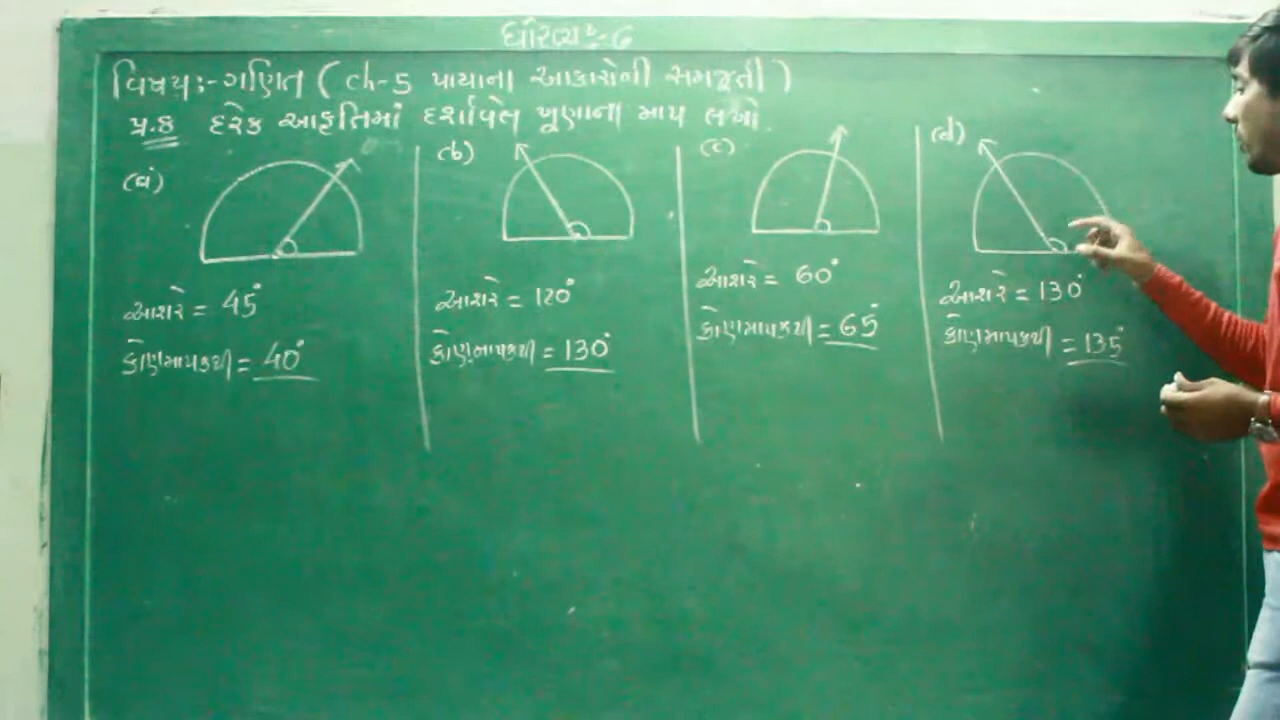 ધોરણઃ-6
વિષયઃ-ગણિત ( ch-5 પાયાના આકારોની સમજૂતી )
પ્ર.8 દરેક આકૃતિમાં દર્શાવેલ ખૂણાના માપ લખો.
(a)
આશરે = 45°
કોણમાપકથી = 40°
(b)
આશરે = 120°
કોણમાપકથી = 130°
(c)
આશરે = 60°
કોણમાપકથી = 65°
(d)
આશરે = 130°
કોણમાપકથી = 135°